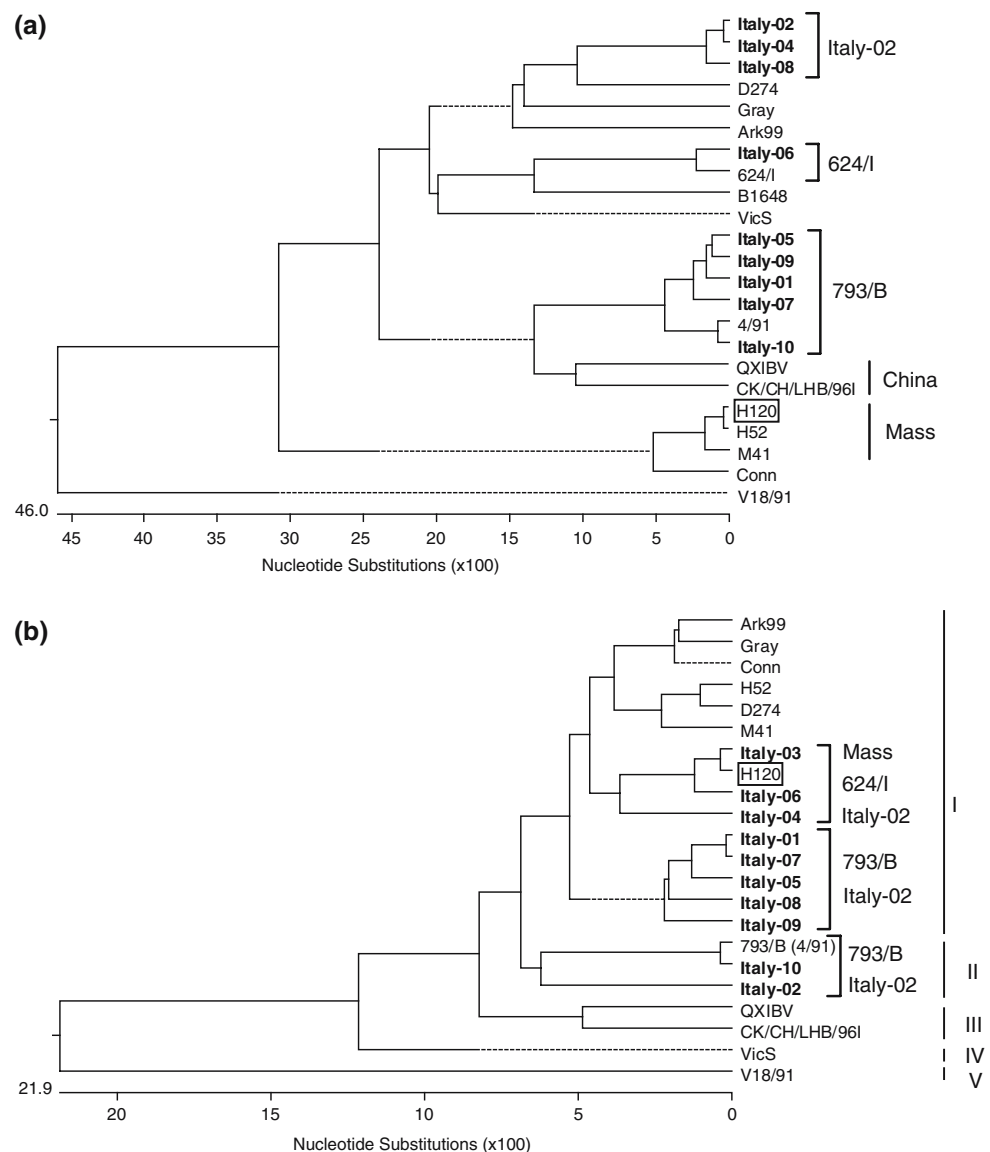 (a)
Italy-02
Italy-04
Italy-08
Italy-02
D274
Gray
Ark99
Italy-06
624/I
624/I
B1648
VicS
Italy-05
Italy-09
Italy-01
Italy-07
793/B
4/91
Italy-10
QXIBV
CK/CH/LHB/96I
China
H120
H52
M41
Mass
Conn
V18/91
46.0
45 40 35 30 25 20 15 10 5 0
Nucleotide Substitutions (x100)
(b)
Ark99
Gray
Conn
H52
D274
M41
Italy-03
H120
Italy-06
Italy-04
Mass
624/I
Italy-02
I
Italy-01
Italy-07
Italy-05
Italy-08
Italy-09
793/B
Italy-02
793/B (4/91)
Italy-10
Italy-02
793/B
Italy-02
II
QXIBV
CK/CH/LHB/96I
III
VicS
IV
V18/91
V
21.9
20 15 10 5 0
Nucleotide Substitutions (x100)